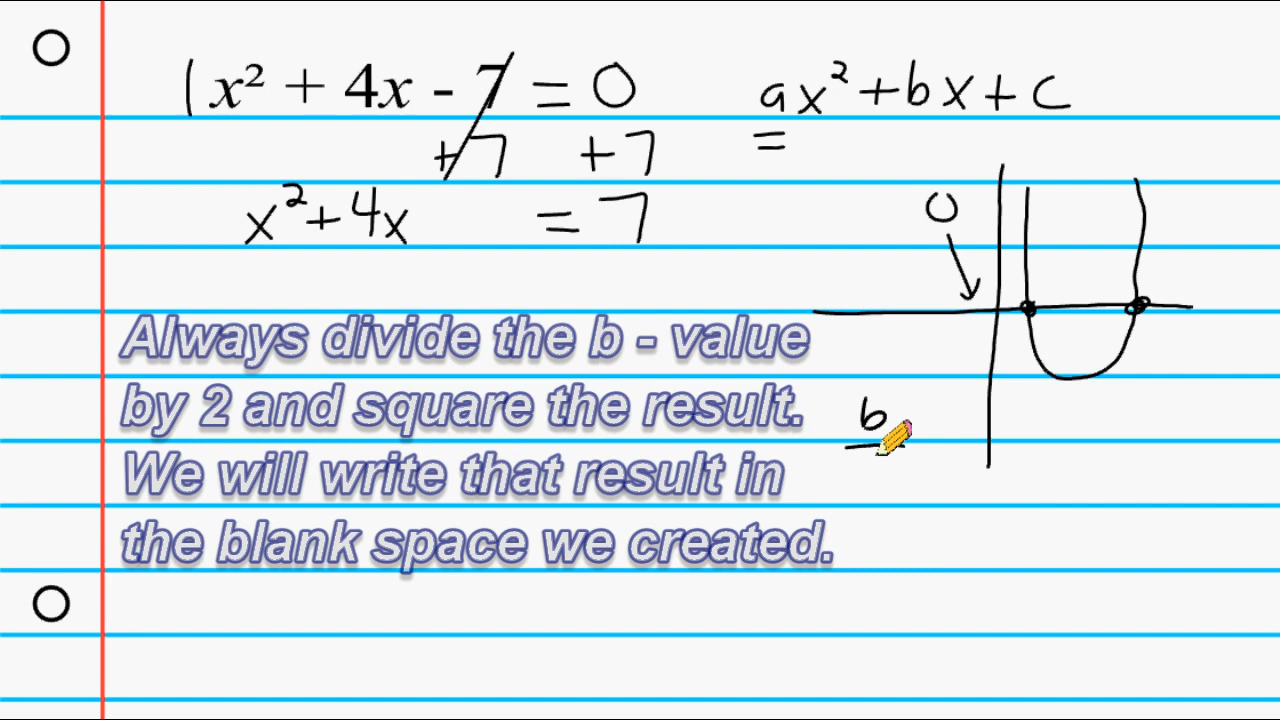 1x² + 4x - 7 = 0
ax² + bx + c
+7 +7
=
x² + 4x = 7
0
Always divide the b - value
by 2 and square the result.
b
We will write that result in
the blank space we created.